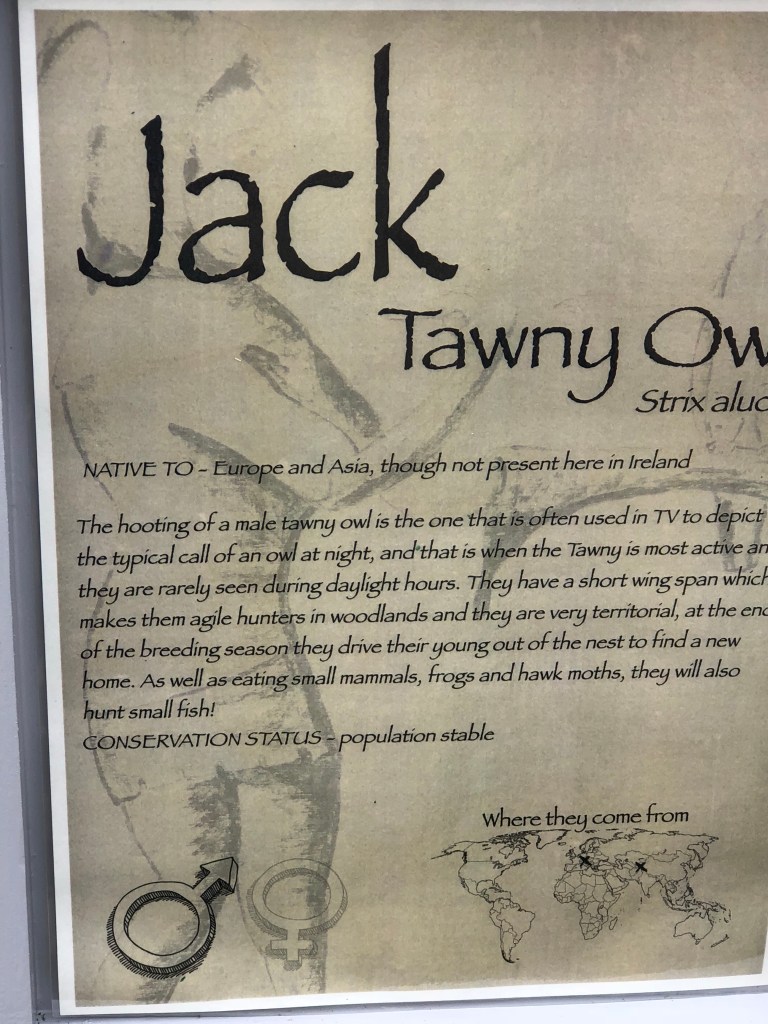 Jack
Tawny Ow
Strix aluc
NATIVE TO - Europe and Asia, though not present here in Ireland
The hooting of a male tawny owl is the one that is often used in TV to depict
the typical call of an owl at night, and that is when the Tawny is most active an
they are rarely seen during daylight hours. They have a short wing span which
makes them agile hunters in woodlands and they are very territorial, at the end
of the breeding season they drive their young out of the nest to find a new
home. As well as eating small mammals, frogs and hawk moths, they will also
hunt small fish!
CONSERVATION STATUS - population stable
Where they come from